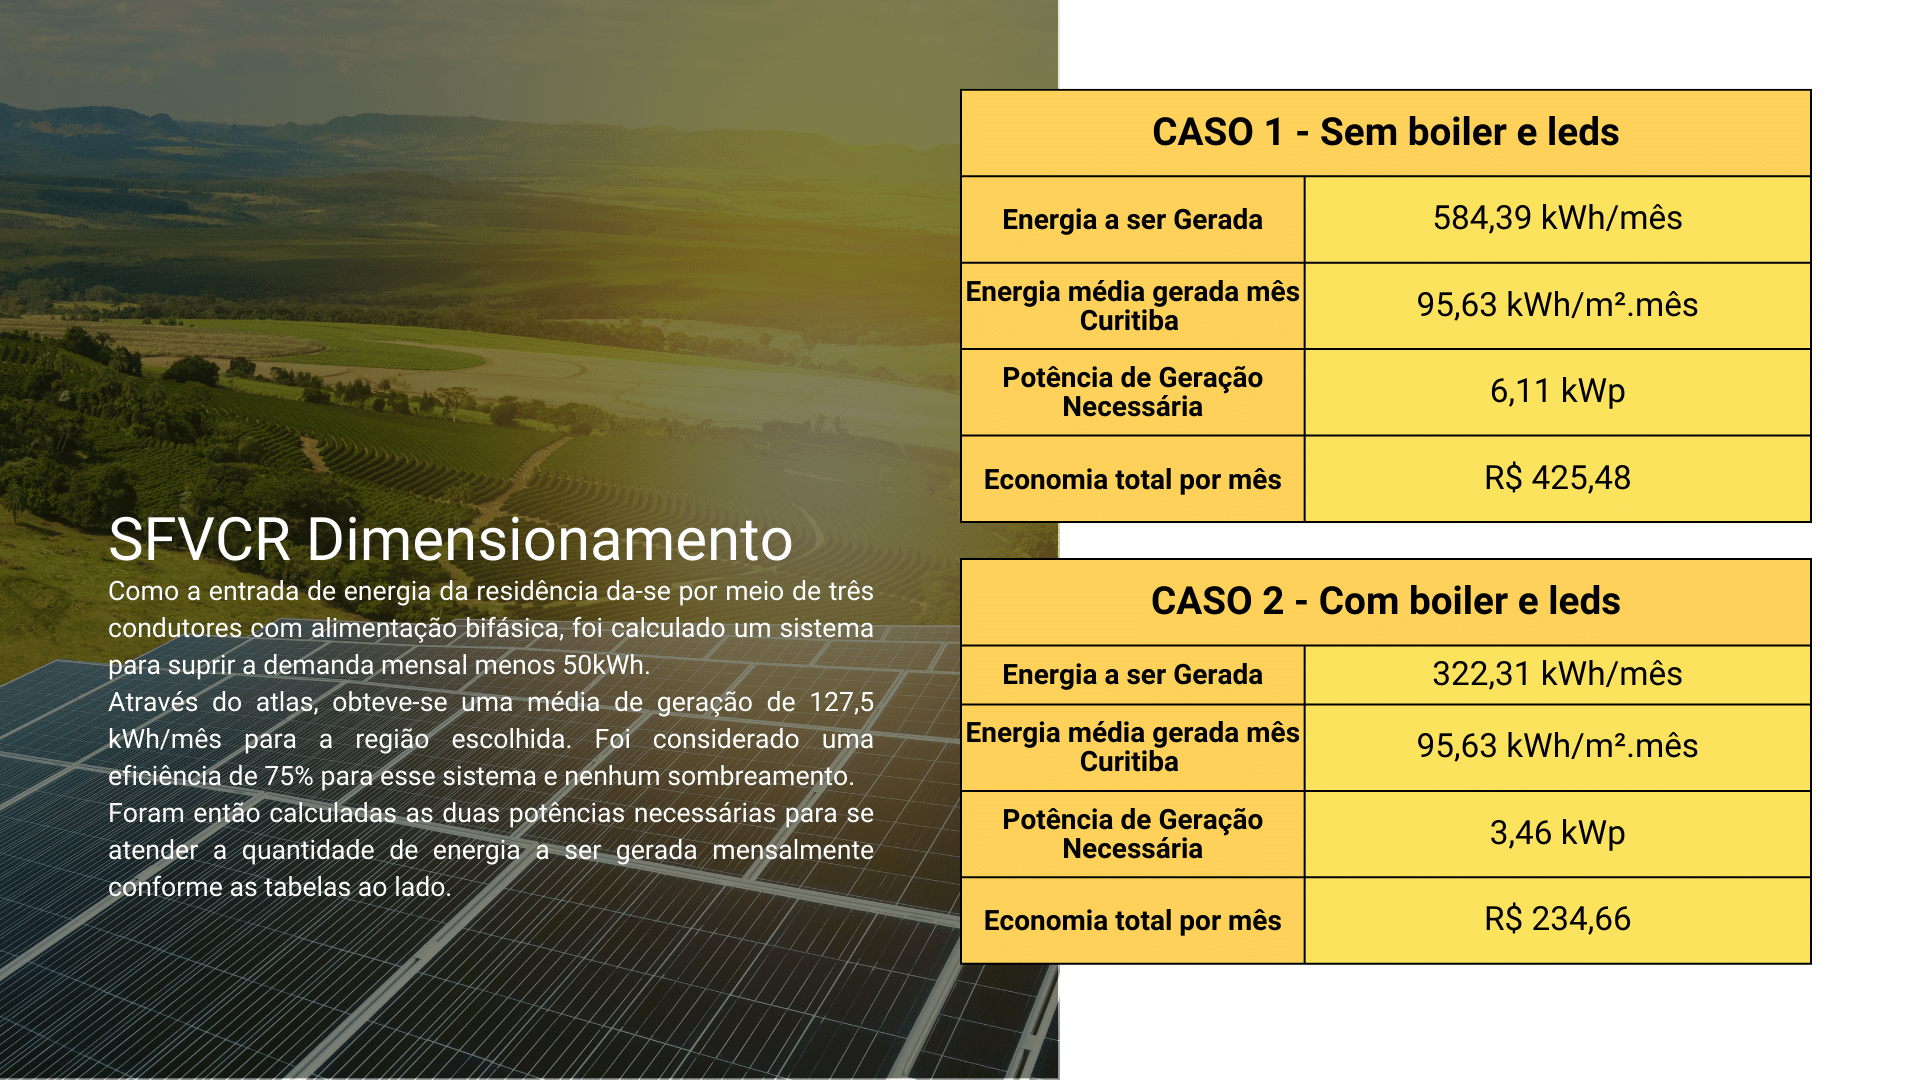 SFVCR Dimensionamento
Como a entrada de energia da residência da-se por meio de três
condutores com alimentação bifásica, foi calculado um sistema
para suprir a demanda mensal menos 50kWh.
Através do atlas, obteve-se uma média de geração de 127,5
kWh/mês para a região escolhida. Foi considerado uma
eficiência de 75% para esse sistema e nenhum sombreamento.
Foram então calculadas as duas potências necessárias para se
atender a quantidade de energia a ser gerada mensalmente
conforme as tabelas ao lado.
CASO 1 - Sem boiler e leds
Energia a ser Gerada
584,39 kWh/mês
Energia média gerada mês
Curitiba
95,63 kWh/m².mês
Potência de Geração
Necessária
6,11 kWp
Economia total por mês
R$ 425,48
CASO 2 - Com boiler e leds
Energia a ser Gerada
322,31 kWh/mês
Energia média gerada mês
Curitiba
95,63 kWh/m².mês
Potência de Geração
Necessária
3,46 kWp
Economia total por mês
R$ 234,66